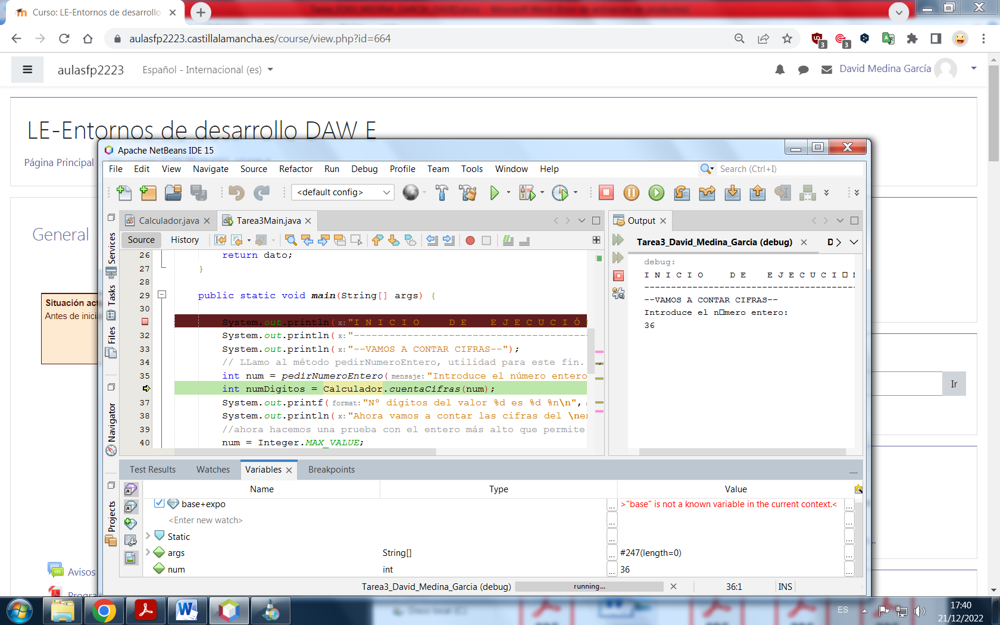 Curso: LE-Entornos de desarrollo
aulasfp2223.castillalamancha.es/course/view.php?id=664
3
3
aulasfp2223
Español - Internacional (es)
David Medina García
LE-Entornos de desarrollo DAW E
Página Principal
General
Situación act
Antes de inicia
Ir
Avisos
Progra
Apache NetBeans IDE 15
File Edit View Navigate Source Refactor Run Debug Profile Team Tools Window Help
Search (Ctrl+I)
<default config>
Services
Tasks
Files
Navigator
Projects
Calculador.java
Tarea3Main.java
Source History
26 return dato;
27 }
28
29 public static void main(String[] args) {
30
System.out.println( x: "I N I C I O   D E   E J E C U C I Ó
32 System.out.println( x: "----------------------------------------
33 System.out.println( x: "--VAMOS A CONTAR CIFRAS--");
34 // LLamo al método pedirNumeroEntero, utilidad para este fin.
35 int num = pedirNumeroEntero( mensaje: "Introduce el número entero
int numDigitos = Calculador.cuentaCifras(num);
37 System.out.printf( format: "Nº dígitos del valor %d es %d %n\n",
38 System.out.println( x: "Ahora vamos a contar las cifras del \nen
39 //ahora hacemos una prueba con el entero más alto que permite
40 num = Integer.MAX_VALUE;
Output
Tarea3_David_Medina_Garcia (debug)
D
debug:
I N I C I O   D E   E J E C U C I□N
----------------------------------------
--VAMOS A CONTAR CIFRAS--
Introduce el n□mero entero:
36
Test Results
Watches
Variables
Breakpoints
Name Type Value
base+expo ... >"base" is not a known variable in the current context.< ...
<Enter new watch> ... ...
Static ... ...
args String[] ... #247(length=0) ...
num int ... 36 ...
Tarea3_David_Medina_Garcia (debug) running... 36:1 INS
ES
17:40
21/12/2022